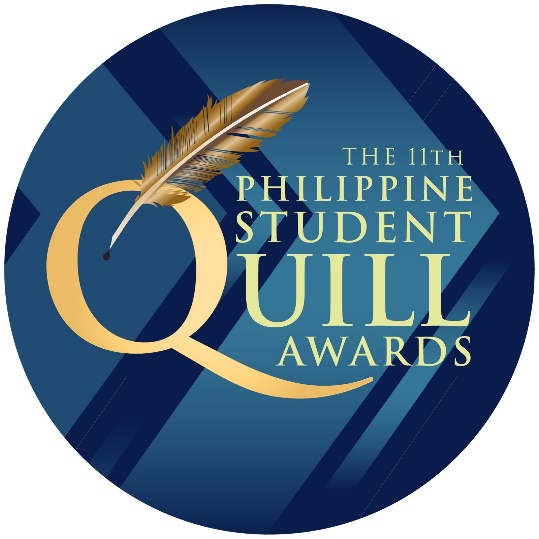 THE 11TH
PHILIPPINE
STUDENT
QUILL
AWARDS